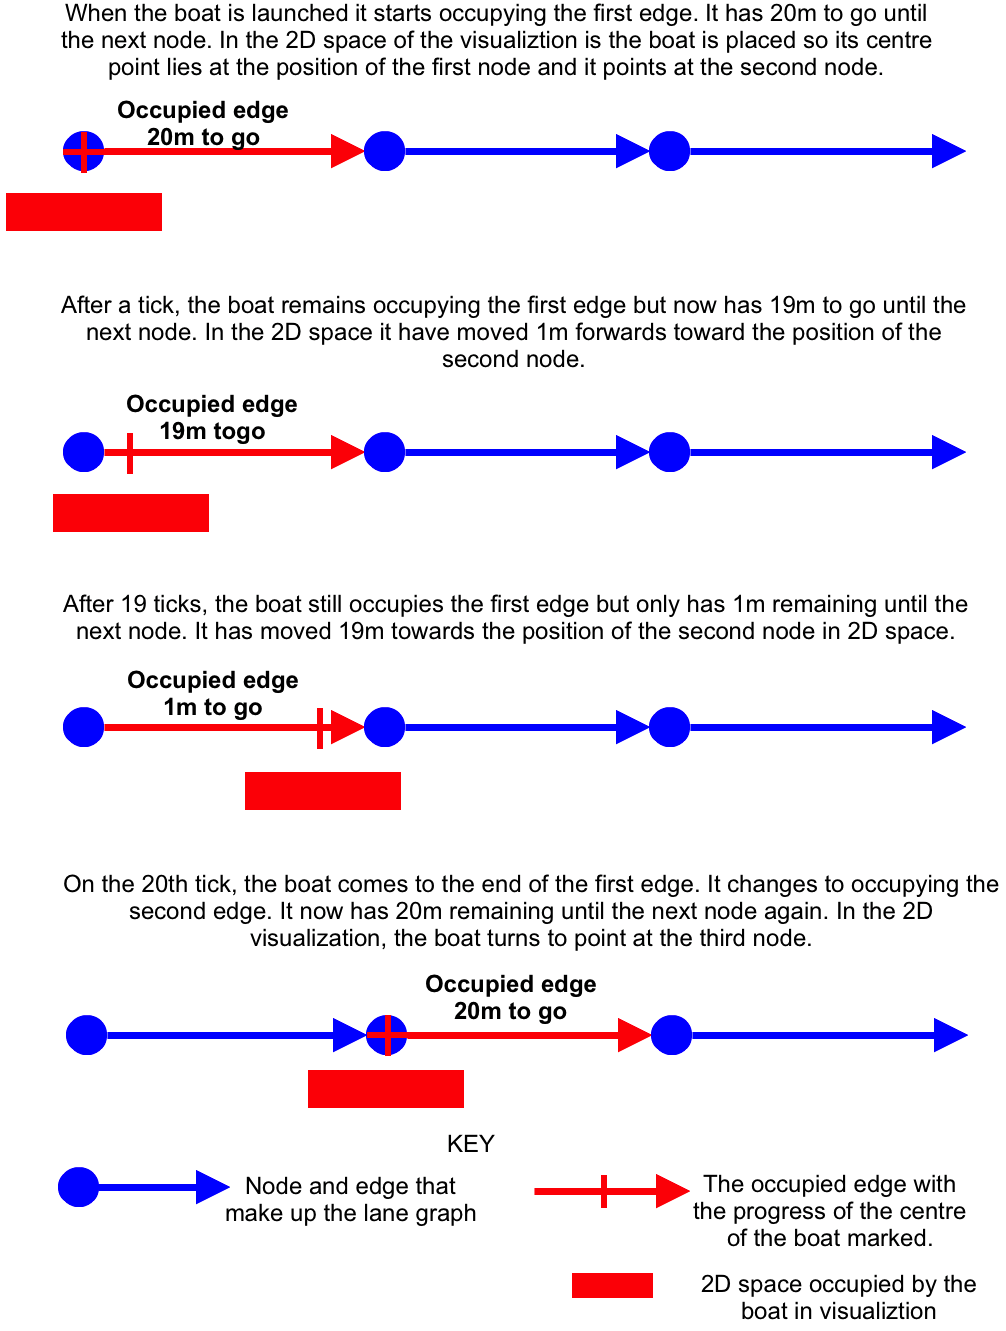 When the boat is launched it starts occupying the first edge. It has 20m to go until
the next node. In the 2D space of the visualiztion is the boat is placed so its centre
point lies at the position of the first node and it points at the second node.
Occupied edge
20m to go
After a tick, the boat remains occupying the first edge but now has 19m to go until the
next node. In the 2D space it have moved 1m forwards toward the position of the
second node.
Occupied edge
19m togo
After 19 ticks, the boat still occupies the first edge but only has 1m remaining until the
next node. It has moved 19m towards the position of the second node in 2D space.
Occupied edge
1m to go
On the 20th tick, the boat comes to the end of the first edge. It changes to occupying the
second edge. It now has 20m remaining until the next node again. In the 2D
visualization, the boat turns to point at the third node.
Occupied edge
20m to go
KEY
Node and edge that
make up the lane graph
The occupied edge with
the progress of the centre
of the boat marked.
2D space occupied by the
boat in visualiztion